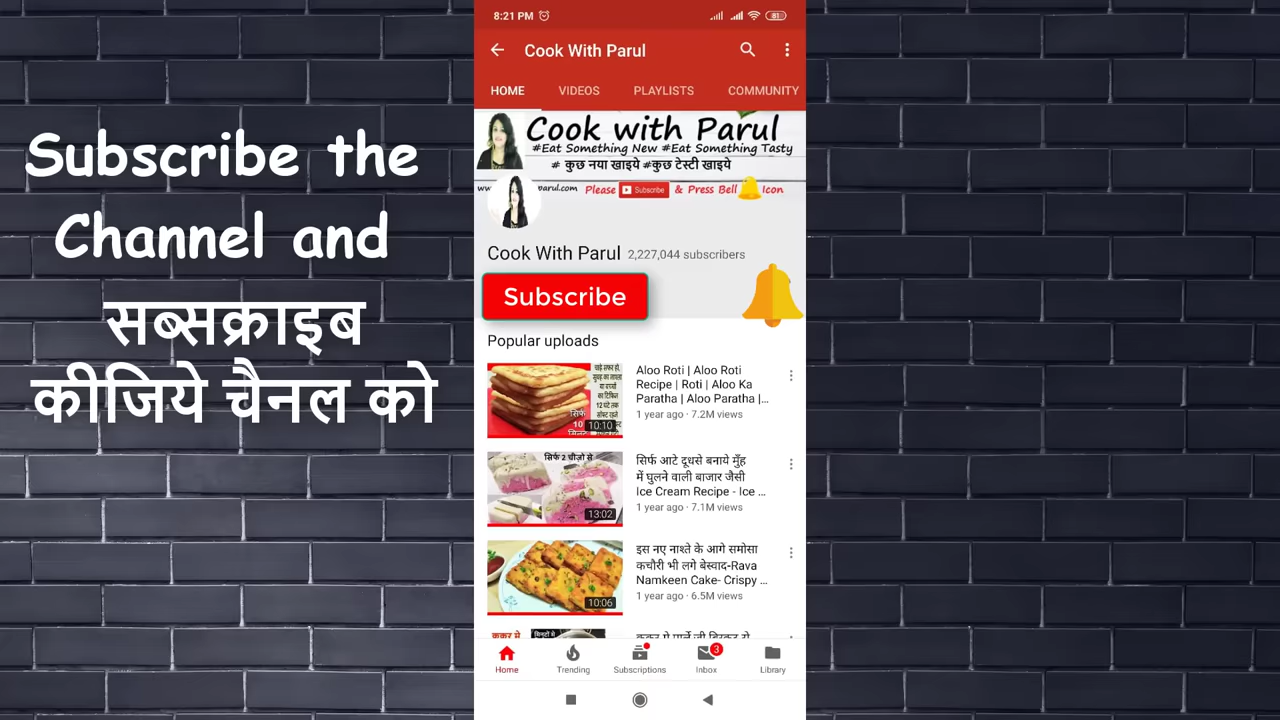 Subscribe the
Channel and
सब्सक्राइब
कीजिये चैनल को
8:21 PM
81
Cook With Parul
HOME VIDEOS PLAYLISTS COMMUNITY
Cook with Parul
#Eat Something New #Eat Something Tasty
# कुछ नया खाइये #कुछ टेस्टी खाइये
Please Subscribe & Press Bell Icon
Cook With Parul 2,227,044 subscribers
Subscribe
Popular uploads
Aloo Roti | Aloo Roti
Recipe | Roti | Aloo Ka
Paratha | Aloo Paratha |...
1 year ago · 7.2M views
सिर्फ
10
10:10
सिर्फ आटे दूधसे बनाये मुँह
में घुलने वाली बाजार जैसी
Ice Cream Recipe - Ice ...
1 year ago · 7.1M views
सिर्फ 2 चीज़ो से
13:02
इस नए नाश्ते के आगे समोसा
कचौरी भी लगे बेस्वाद-Rava
Namkeen Cake- Crispy ...
1 year ago · 6.5M views
10:06
Home Trending Subscriptions Inbox Library
3